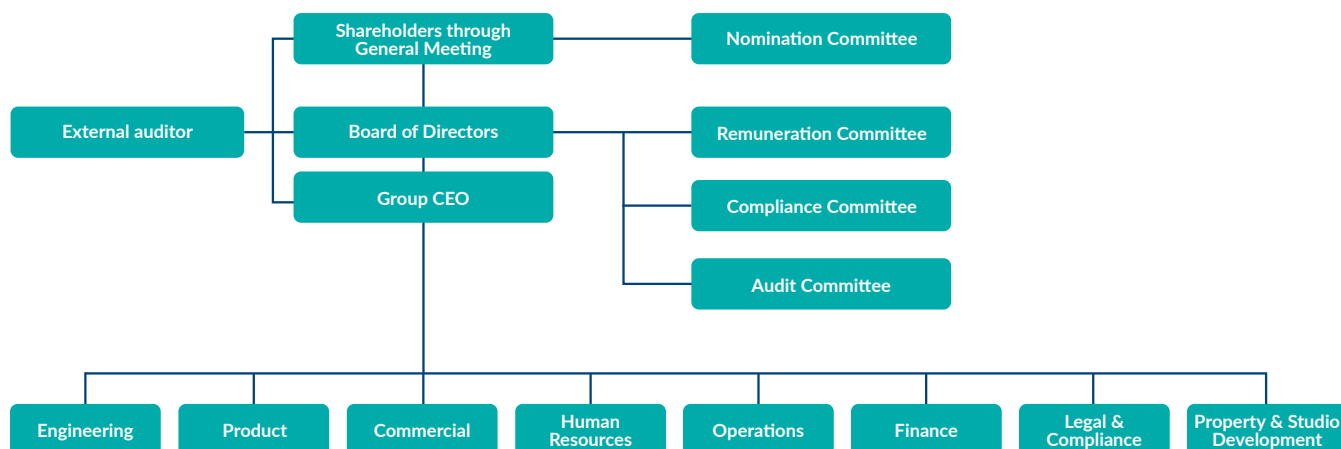 Shareholders through
General Meeting
Nomination Committee
External auditor
Board of Directors
Remuneration Committee
Group CEO
Compliance Committee
Audit Committee
Engineering
Product
Commercial
Human
Resources
Operations
Finance
Legal &
Compliance
Property & Studio
Development